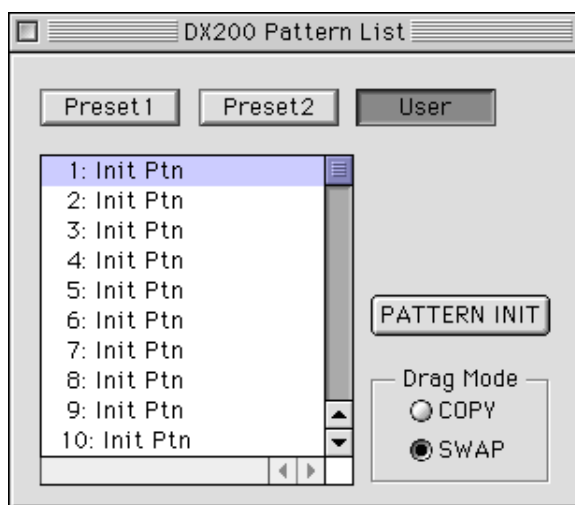 DX200 Pattern List
Preset1 Preset2 User
1: Init Ptn
2: Init Ptn
3: Init Ptn
4: Init Ptn
5: Init Ptn
6: Init Ptn
7: Init Ptn
8: Init Ptn
9: Init Ptn
10: Init Ptn
PATTERN INIT
Drag Mode
COPY
SWAP